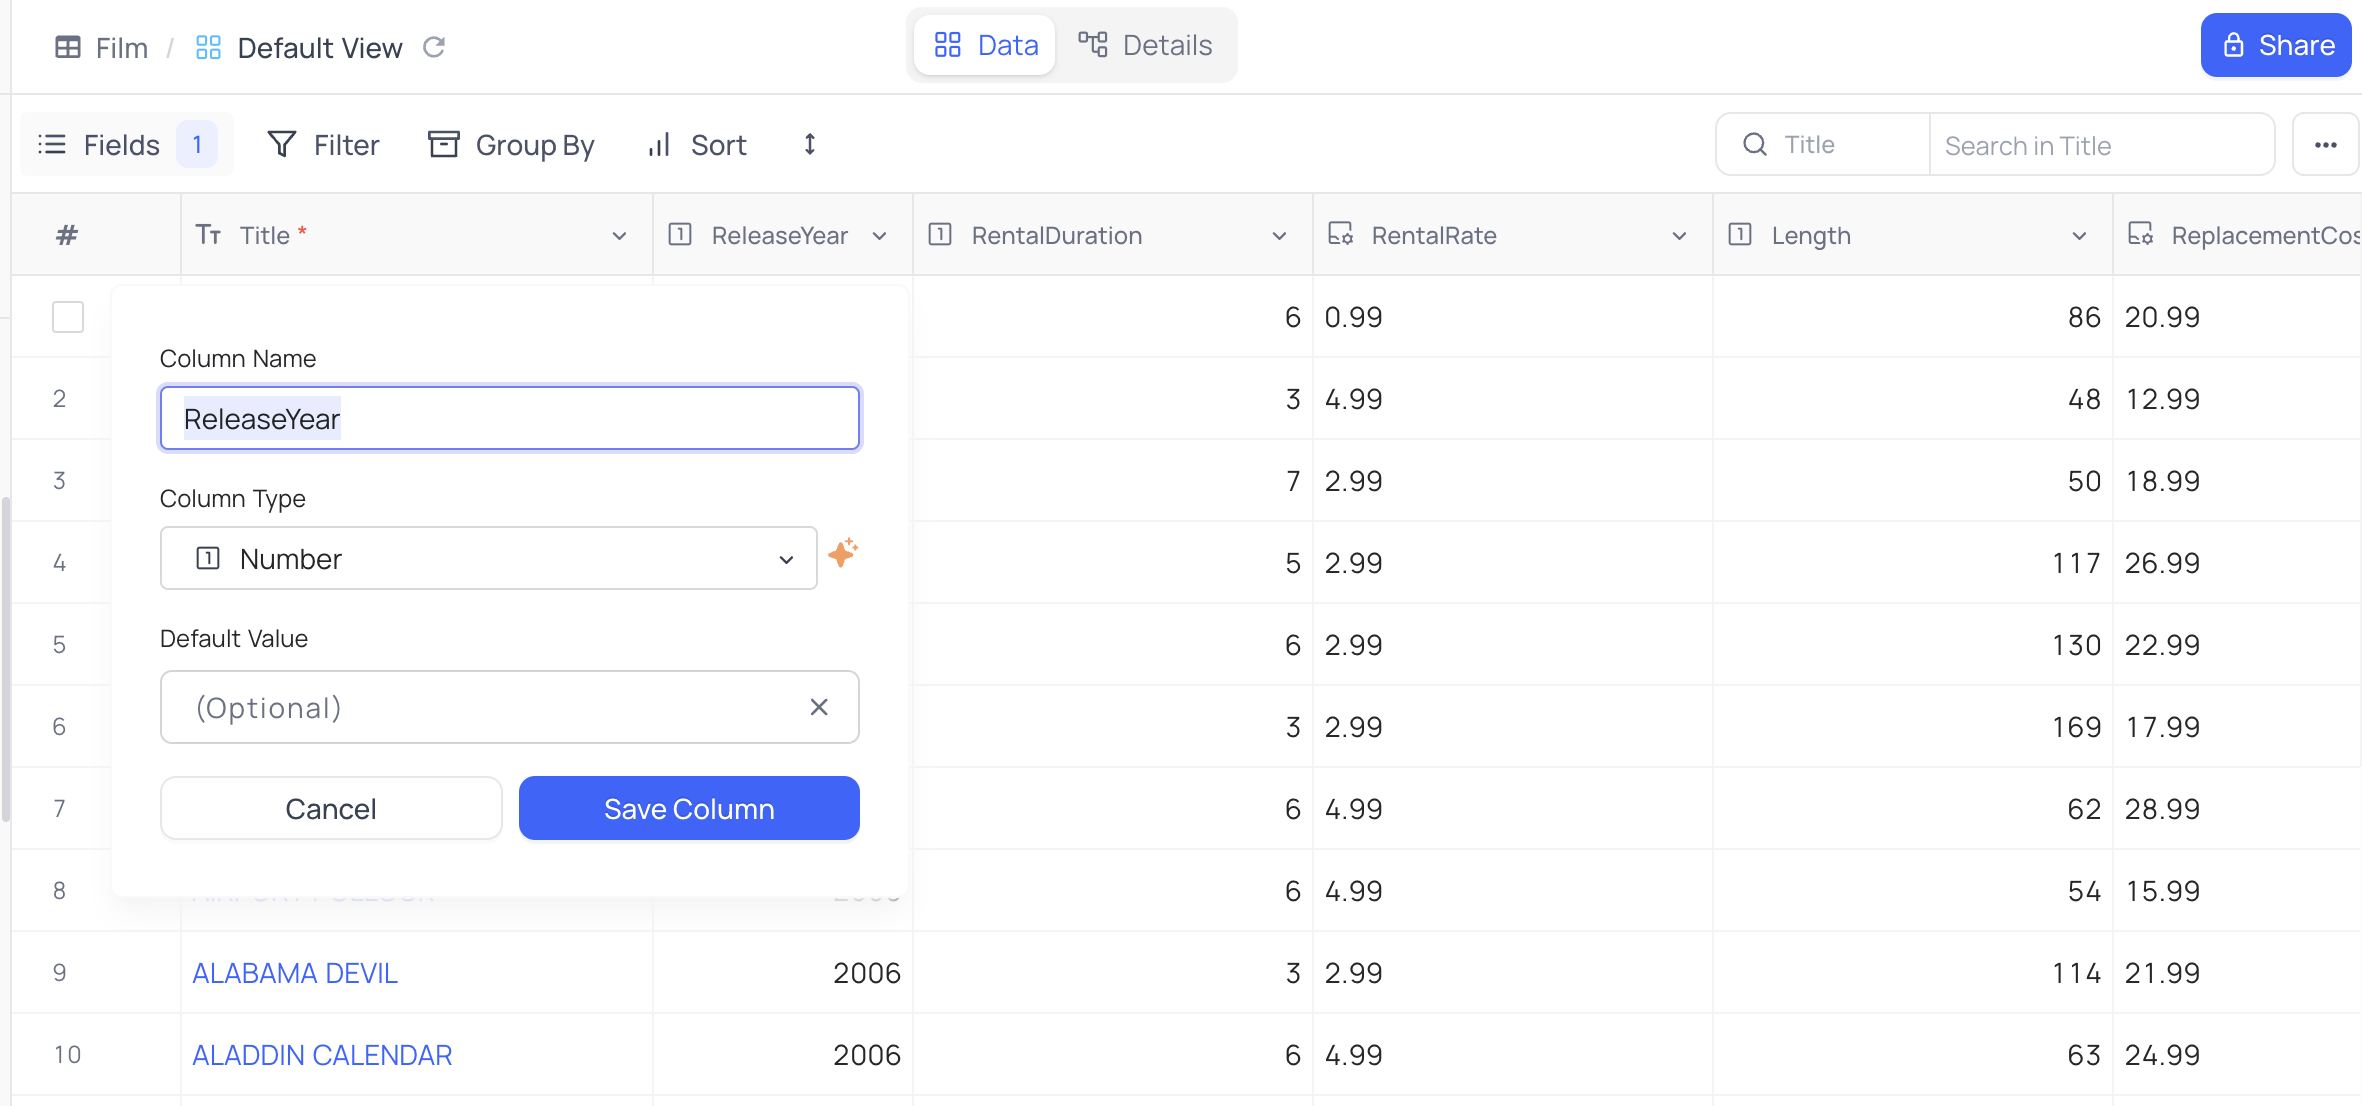 Film / Default View
Data Details
Share
Fields 1 Filter Group By Sort
Title Search in Title
# Title * ReleaseYear RentalDuration RentalRate Length ReplacementCos
6 0.99 86 20.99
2 3 4.99 48 12.99
3 7 2.99 50 18.99
4 5 2.99 117 26.99
5 6 2.99 130 22.99
6 3 2.99 169 17.99
7 6 4.99 62 28.99
8 6 4.99 54 15.99
9 ALABAMA DEVIL 2006 3 2.99 114 21.99
10 ALADDIN CALENDAR 2006 6 4.99 63 24.99
Column Name
ReleaseYear
Column Type
Number
Default Value
(Optional)
Cancel Save Column